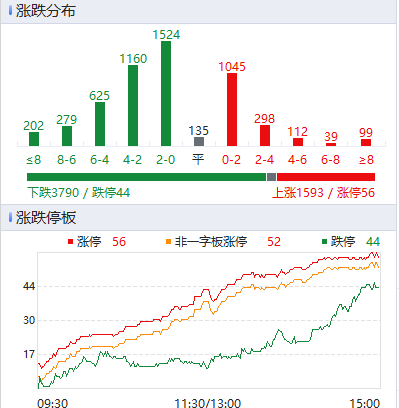 涨跌分布
202 279 625 1160 1524 135 1045 298 112 39 99
≤8 8-6 6-4 4-2 2-0 平 0-2 2-4 4-6 6-8 ≥8
下跌3790 / 跌停44 上涨1593 / 涨停56
涨跌停板
涨停 56 非一字板涨停 52 跌停 44
44
30
17
09:30 11:30/13:00 15:00